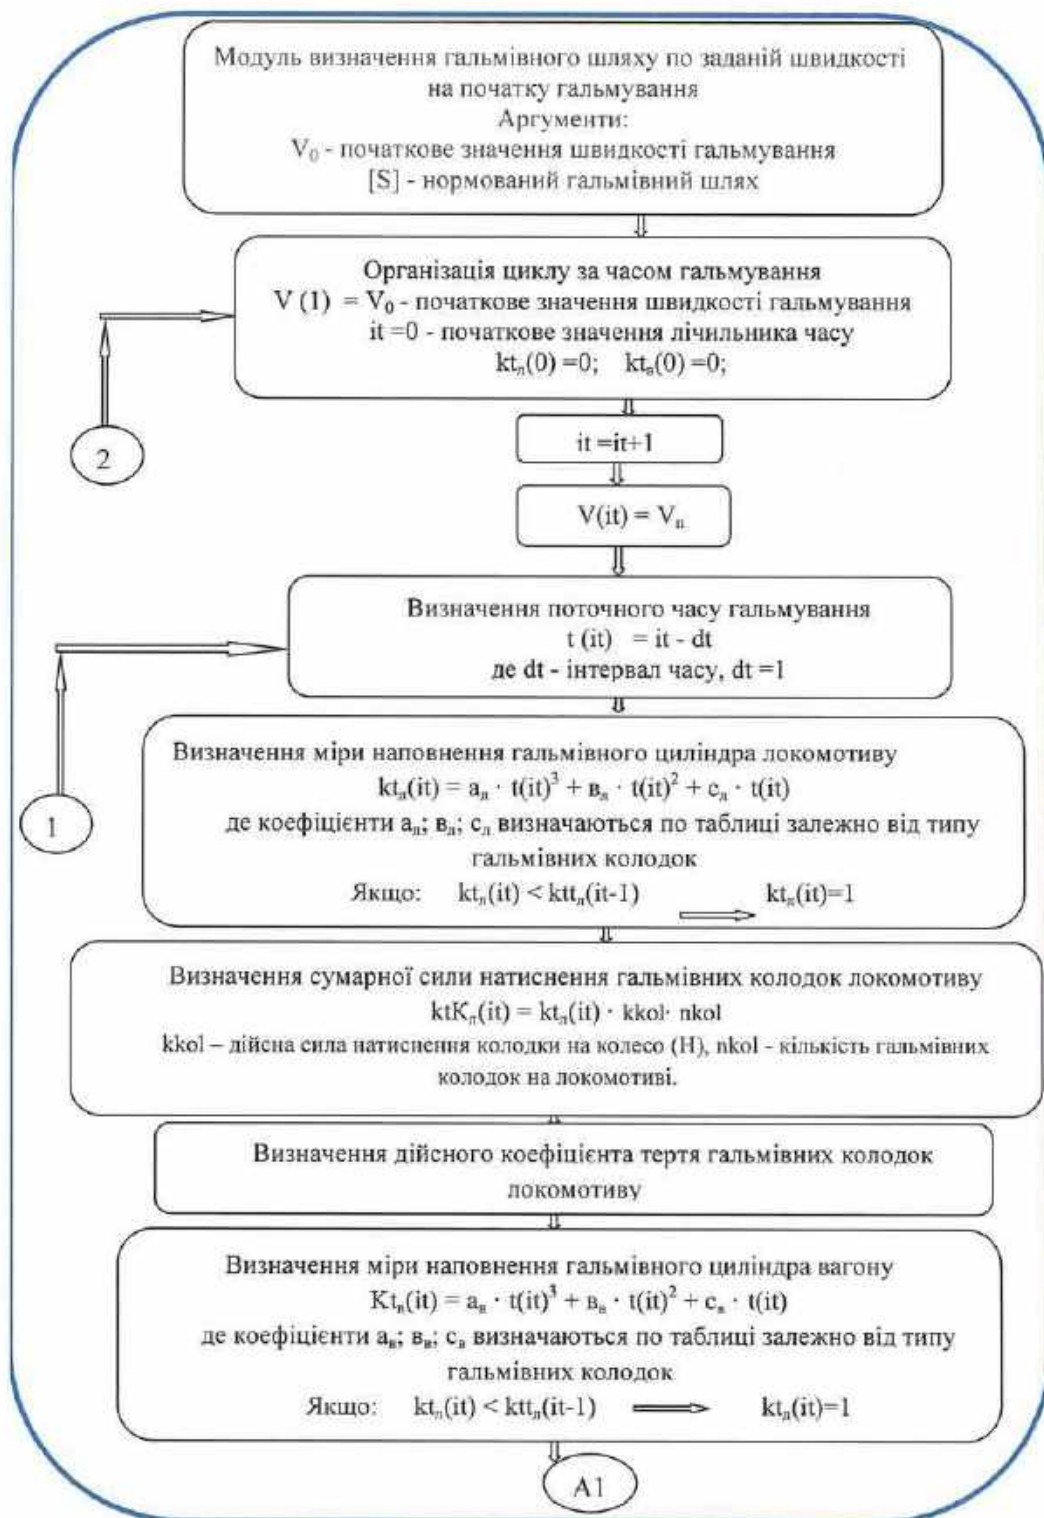 Модуль визначення гальмівного шляху по заданій швидкості
на початку гальмування
Аргументи:
V₀ - початкове значення швидкості гальмування
[S] - нормований гальмівний шлях
Організація циклу за часом гальмування
V (1) = V₀ - початкове значення швидкості гальмування
it =0 - початкове значення лічильника часу
ktл(0) =0; ktв(0) =0;
2
it =it+1
V(it) = Vп
Визначення поточного часу гальмування
t (it) = it - dt
де dt - інтервал часу, dt =1
1
Визначення міри наповнення гальмівного циліндра локомотиву
ktл(it) = aл · t(it)³ + вл · t(it)² + cл · t(it)
де коефіцієнти aл; вл; cл визначаються по таблиці залежно від типу
гальмівних колодок
Якщо: ktл(it) < kttл(it-1) ktл(it)=1
Визначення сумарної сили натиснення гальмівних колодок локомотиву
ktKл(it) = ktл(it) · kkol· nkol
kkol – дійсна сила натиснення колодки на колесо (Н), nkol - кількість гальмівних
колодок на локомотиві.
Визначення дійсного коефіцієнта тертя гальмівних колодок
локомотиву
Визначення міри наповнення гальмівного циліндра вагону
Ktв(it) = aв · t(it)³ + вв · t(it)² + cв · t(it)
де коефіцієнти aв; вв; cв визначаються по таблиці залежно від типу
гальмівних колодок
Якщо: ktл(it) < kttл(it-1) ktл(it)=1
A1